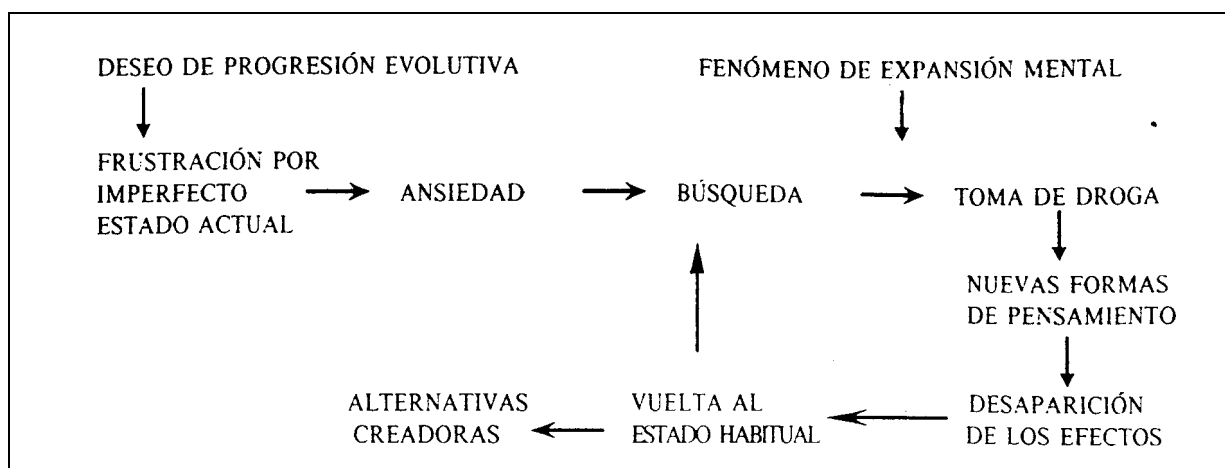 DESEO DE PROGRESIÓN EVOLUTIVA
FENÓMENO DE EXPANSIÓN MENTAL
FRUSTRACIÓN POR
IMPERFECTO
ESTADO ACTUAL
ANSIEDAD
BÚSQUEDA
TOMA DE DROGA
NUEVAS FORMAS
DE PENSAMIENTO
DESAPARICIÓN
DE LOS EFECTOS
VUELTA AL
ESTADO HABITUAL
ALTERNATIVAS
CREADORAS